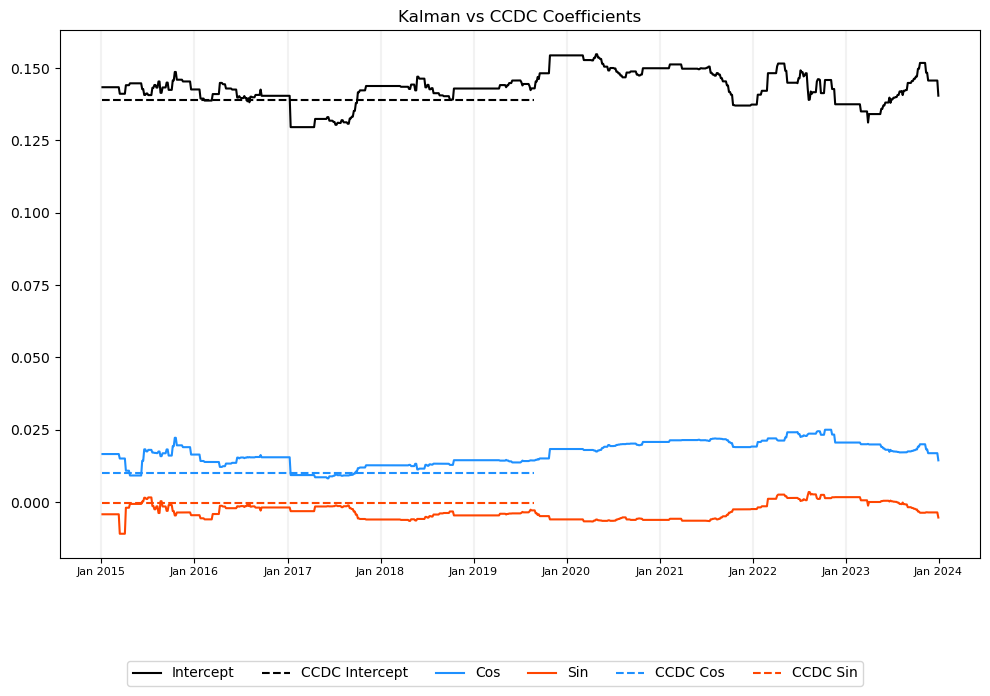 Kalman vs CCDC Coefficients
0.150
0.125
0.100
0.075
0.050
0.025
0.000
Jan 2015 Jan 2016 Jan 2017 Jan 2018 Jan 2019 Jan 2020 Jan 2021 Jan 2022 Jan 2023 Jan 2024
Intercept CCDC Intercept Cos Sin CCDC Cos CCDC Sin